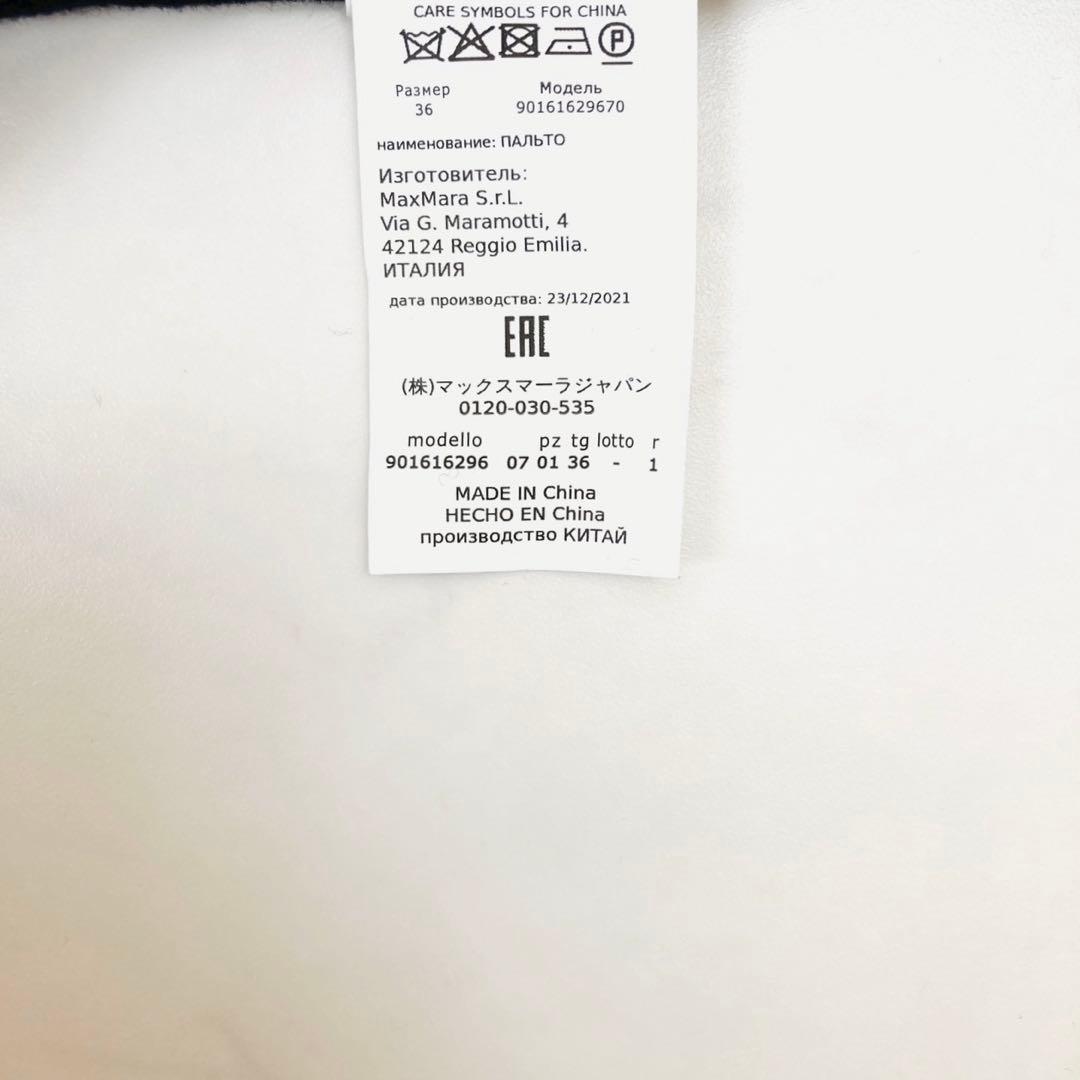 CARE SYMBOLS FOR CHINA
P
Размер Модель
36 90161629670
наименование: ПАЛЬТО
Изготовитель:
MaxMara S.r.L.
Via G. Maramotti, 4
42124 Reggio Emilia.
ИТАЛИЯ
дата производства: 23/12/2021
EAC
(株)マックスマーラジャパン
0120-030-535
modello pz tg lotto r
901616296 07 01 36 - 1
MADE IN China
HECHO EN China
производство КИТАЙ